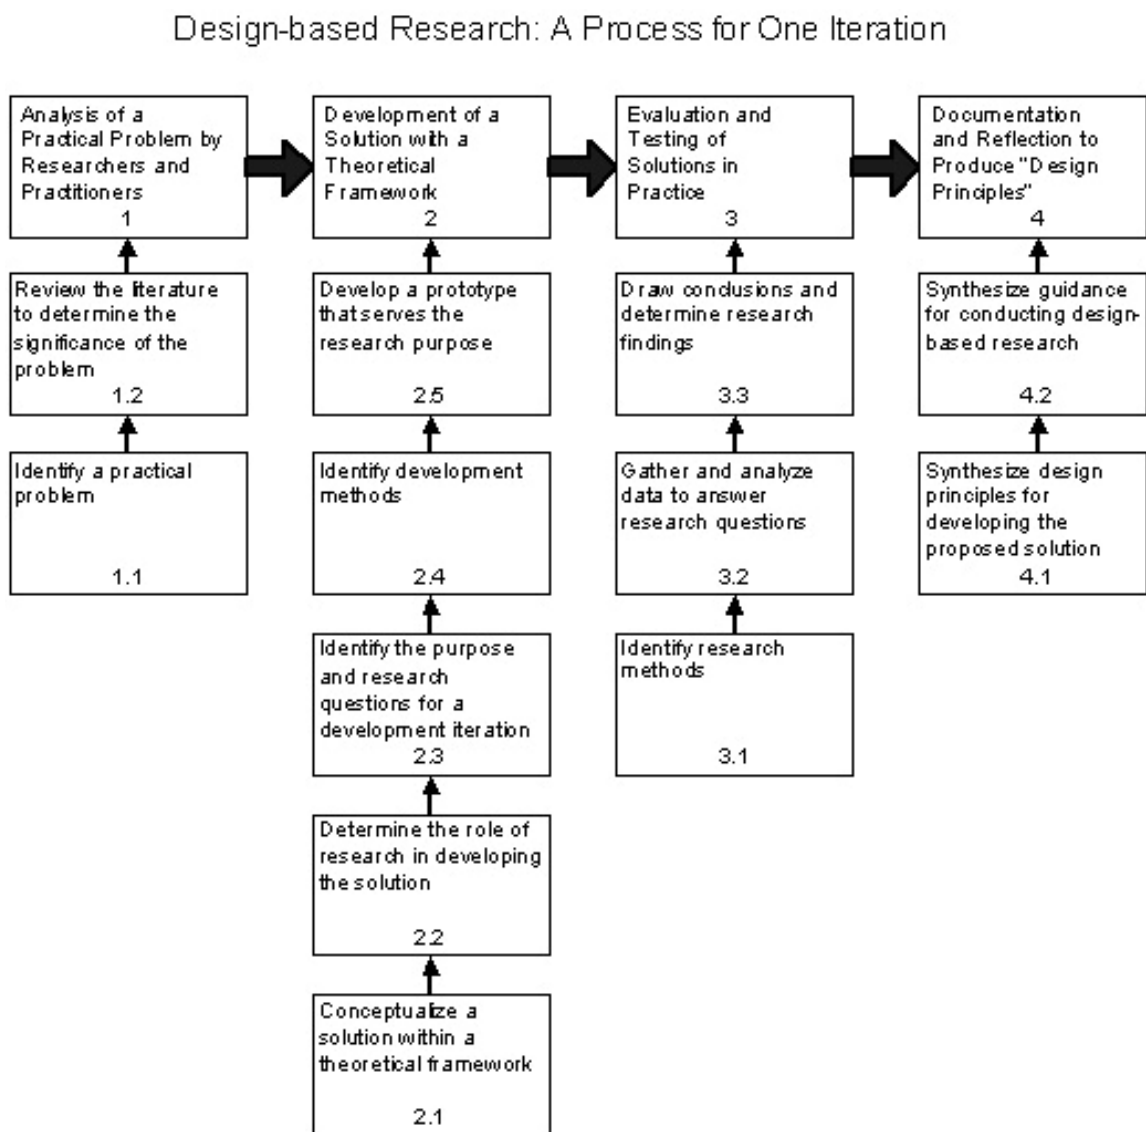 Design-based Research: A Process for One Iteration
Analysis of a
Practical Problem by
Researchers and
Practitioners
1
Development of a
Solution with a
Theoretical
Framework
2
Evaluation and
Testing of
Solutions in
Practice
3
Documentation
and Reflection to
Produce "Design
Principles"
4
Review the literature
to determine the
significance of the
problem
1.2
Develop a prototype
that serves the
research purpose
2.5
Draw conclusions and
determine research
findings
3.3
Synthesize guidance
for conducting design-
based research
4.2
Identify a practical
problem
1.1
Identify development
methods
2.4
Gather and analyze
data to answer
research questions
3.2
Synthesize design
principles for
developing the
proposed solution
4.1
Identify the purpose
and research
questions for a
development iteration
2.3
Identify research
methods
3.1
Determine the role of
research in developing
the solution
2.2
Conceptualize a
solution within a
theoretical framework
2.1